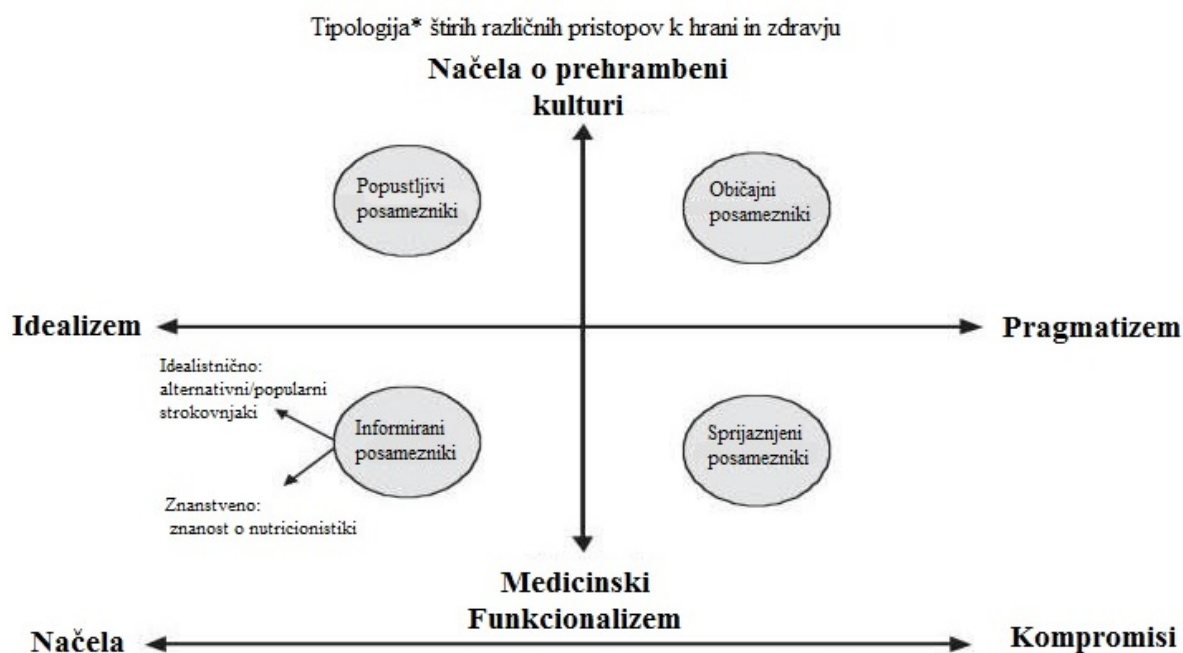 Tipologija* štirih različnih pristopov k hrani in zdravju
Načela o prehrambeni
kulturi
Popustljivi
posamezniki
Običajni
posamezniki
Idealizem
Pragmatizem
Idealistnično:
alternativni/popularni
strokovnjaki
Informirani
posamezniki
Sprijaznjeni
posamezniki
Znanstveno:
znanost o nutricionistiki
Medicinski
Funkcionalizem
Načela
Kompromisi